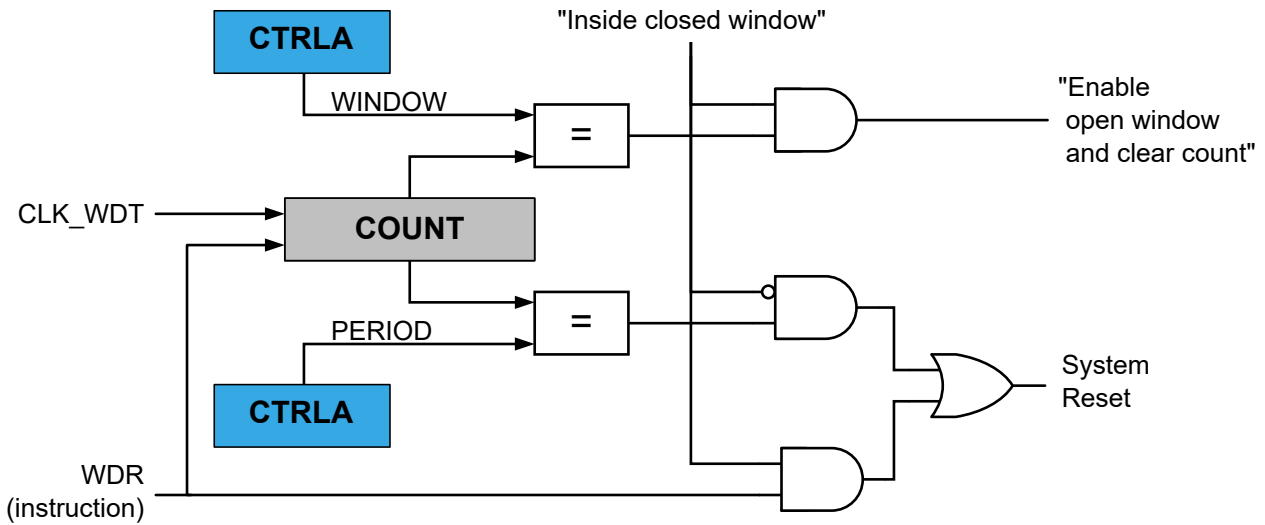 "Inside closed window"
CTRLA
WINDOW
"Enable
open window
and clear count"
=
CLK_WDT
COUNT
PERIOD
=
CTRLA
System
Reset
WDR
(instruction)